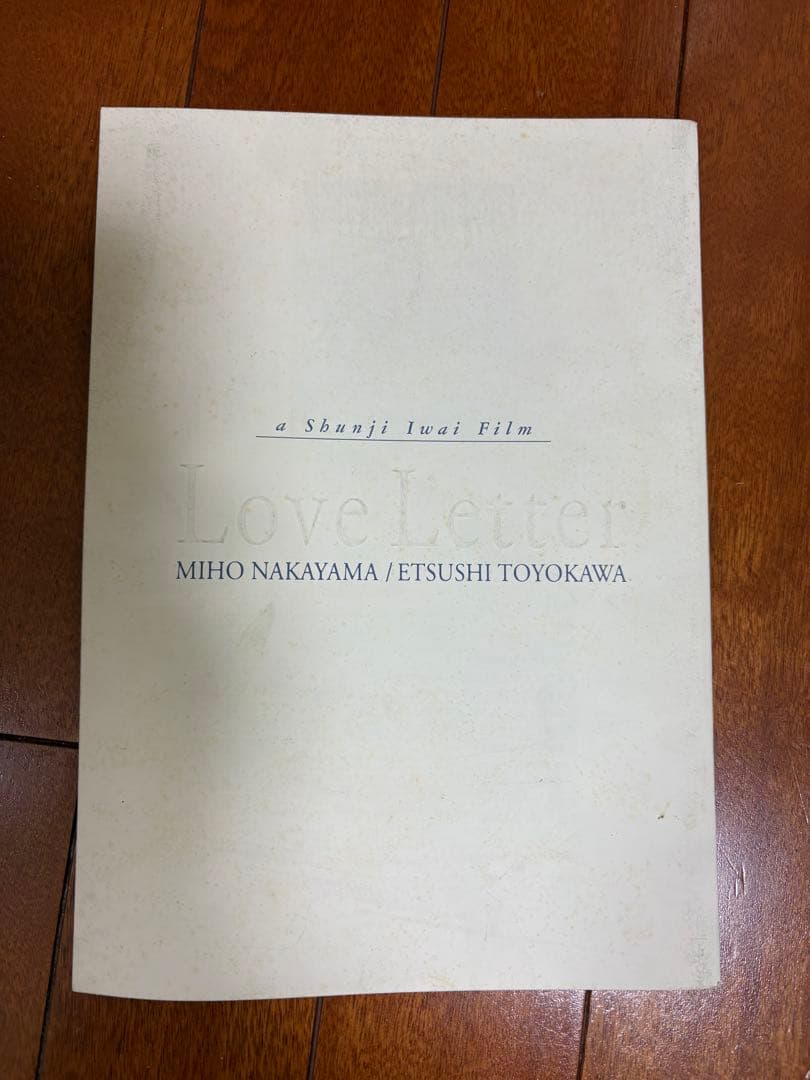 a Shunji Iwai Film
Love Letter
MIHO NAKAYAMA / ETSUSHI TOYOKAWA